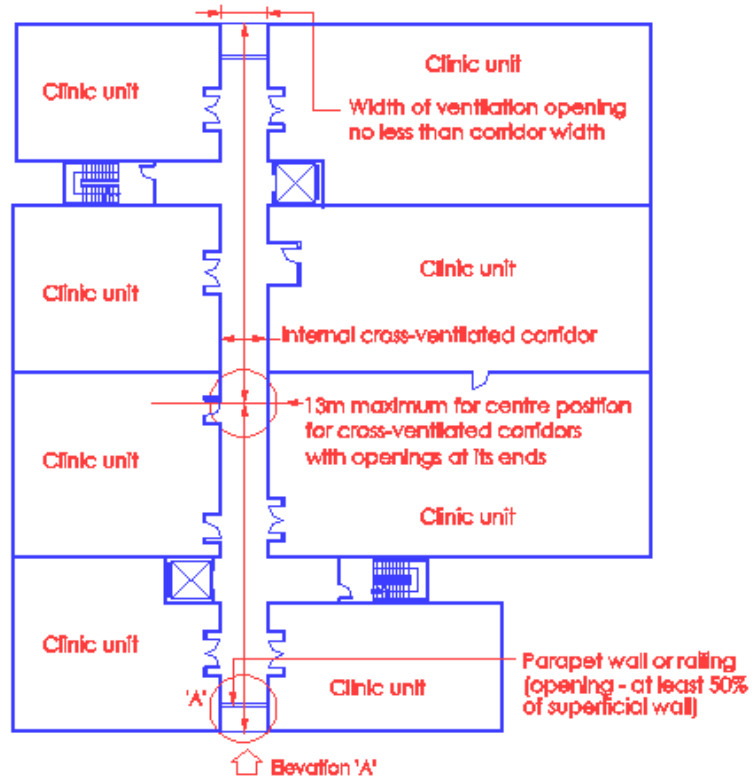 Clinic unit
Clinic unit
Width of ventilation opening
no less than corridor width
Clinic unit
Clinic unit
Internal cross-ventilated corridor
13m maximum for centre position
for cross-ventilated corridors
with openings at its ends
Clinic unit
Clinic unit
Clinic unit
Clinic unit
Parapet wall or railing
(opening - at least 50%
of superficial wall)
'A'
Elevation 'A'